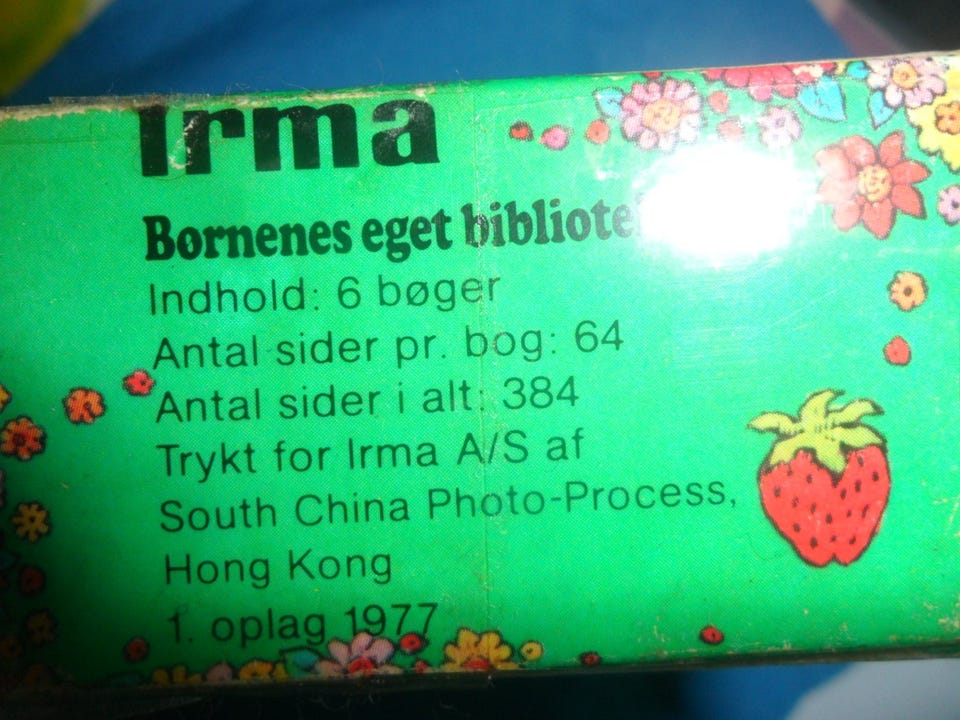 Irma
Børnenes eget
Indhold: 6 bøger
Antal sider pr. bog: 64
Antal sider i alt: 384
Trykt for Irma A/S af
South China Photo-Process,
Hong Kong
1. oplag 1977